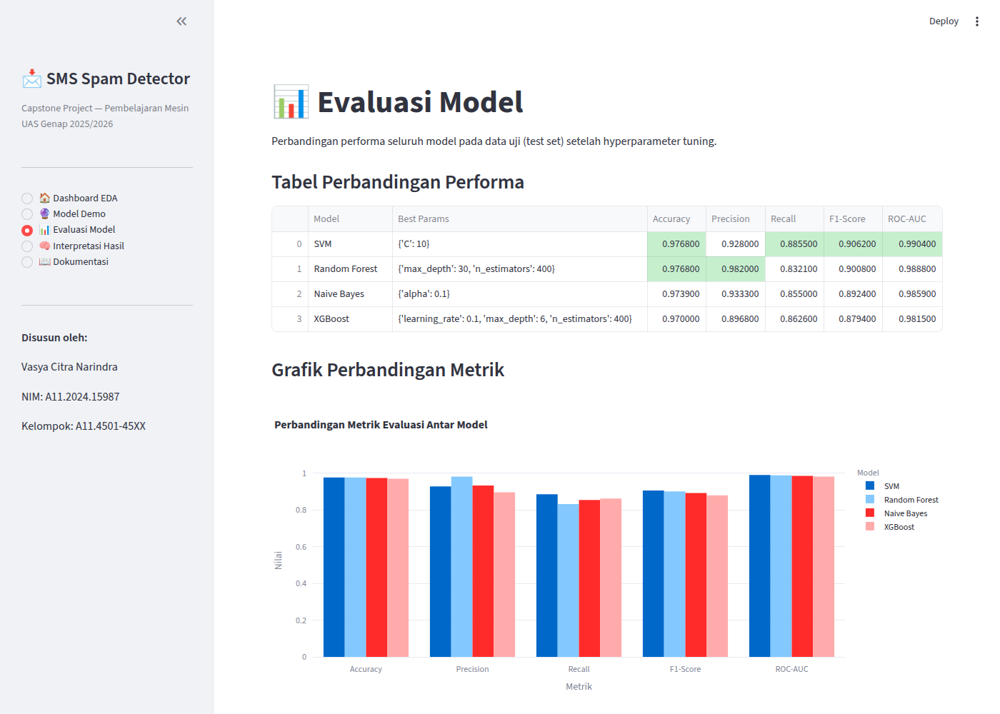 SMS Spam Detector
Capstone Project — Pembelajaran Mesin
UAS Genap 2025/2026
Dashboard EDA
Model Demo
Evaluasi Model
Interpretasi Hasil
Dokumentasi
Disusun oleh:
Vasya Citra Narindra
NIM: A11.2024.15987
Kelompok: A11.4501-45XX
Deploy
Evaluasi Model
Perbandingan performa seluruh model pada data uji (test set) setelah hyperparameter tuning.
Tabel Perbandingan Performa
Model Best Params Accuracy Precision Recall F1-Score ROC-AUC
0 SVM {'C': 10} 0.976800 0.928000 0.885500 0.906200 0.990400
1 Random Forest {'max_depth': 30, 'n_estimators': 400} 0.976800 0.982000 0.832100 0.900800 0.988800
2 Naive Bayes {'alpha': 0.1} 0.973900 0.933300 0.855000 0.892400 0.985900
3 XGBoost {'learning_rate': 0.1, 'max_depth': 6, 'n_estimators': 400} 0.970000 0.896800 0.862600 0.879400 0.981500
Grafik Perbandingan Metrik
Perbandingan Metrik Evaluasi Antar Model
1
0.8
0.6
0.4
0.2
0
Nilai
Accuracy Precision Recall F1-Score ROC-AUC
Metrik
Model
SVM
Random Forest
Naive Bayes
XGBoost